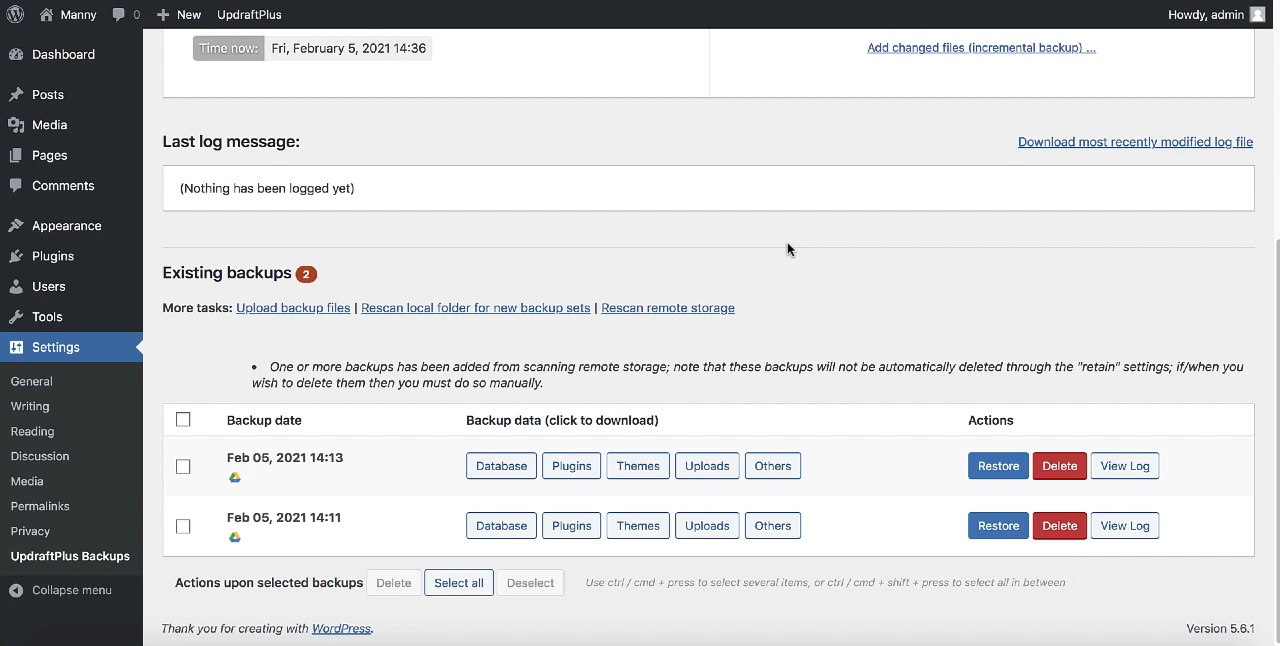 Manny 0 New UpdraftPlus Howdy, admin
Dashboard
Posts
Media
Pages
Comments
Appearance
Plugins
Users
Tools
Settings
General
Writing
Reading
Discussion
Media
Permalinks
Privacy
UpdraftPlus Backups
Collapse menu
Time now: Fri, February 5, 2021 14:36
Add changed files (incremental backup) ...
Last log message: Download most recently modified log file
(Nothing has been logged yet)
Existing backups 2
More tasks: Upload backup files | Rescan local folder for new backup sets | Rescan remote storage
• One or more backups has been added from scanning remote storage; note that these backups will not be automatically deleted through the "retain" settings; if/when you
wish to delete them then you must do so manually.
Backup date Backup data (click to download) Actions
Feb 05, 2021 14:13 Database Plugins Themes Uploads Others Restore Delete View Log
Feb 05, 2021 14:11 Database Plugins Themes Uploads Others Restore Delete View Log
Actions upon selected backups Delete Select all Deselect Use ctrl / cmd + press to select several items, or ctrl / cmd + shift + press to select all in between
Thank you for creating with WordPress. Version 5.6.1